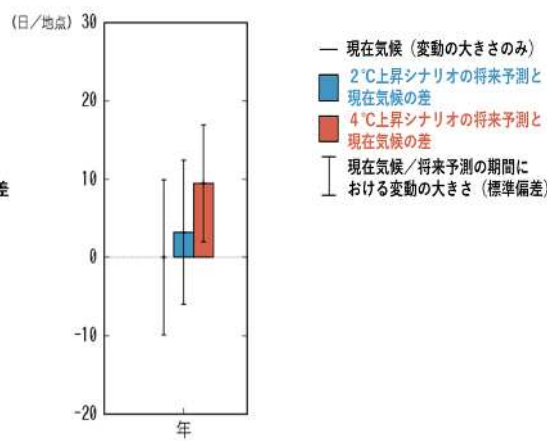 (日／地点)
30
20
10
0
-10
-20
年
差
現在気候（変動の大きさのみ）
2℃上昇シナリオの将来予測と
現在気候の差
4℃上昇シナリオの将来予測と
現在気候の差
現在気候／将来予測の期間に
おける変動の大きさ（標準偏差）